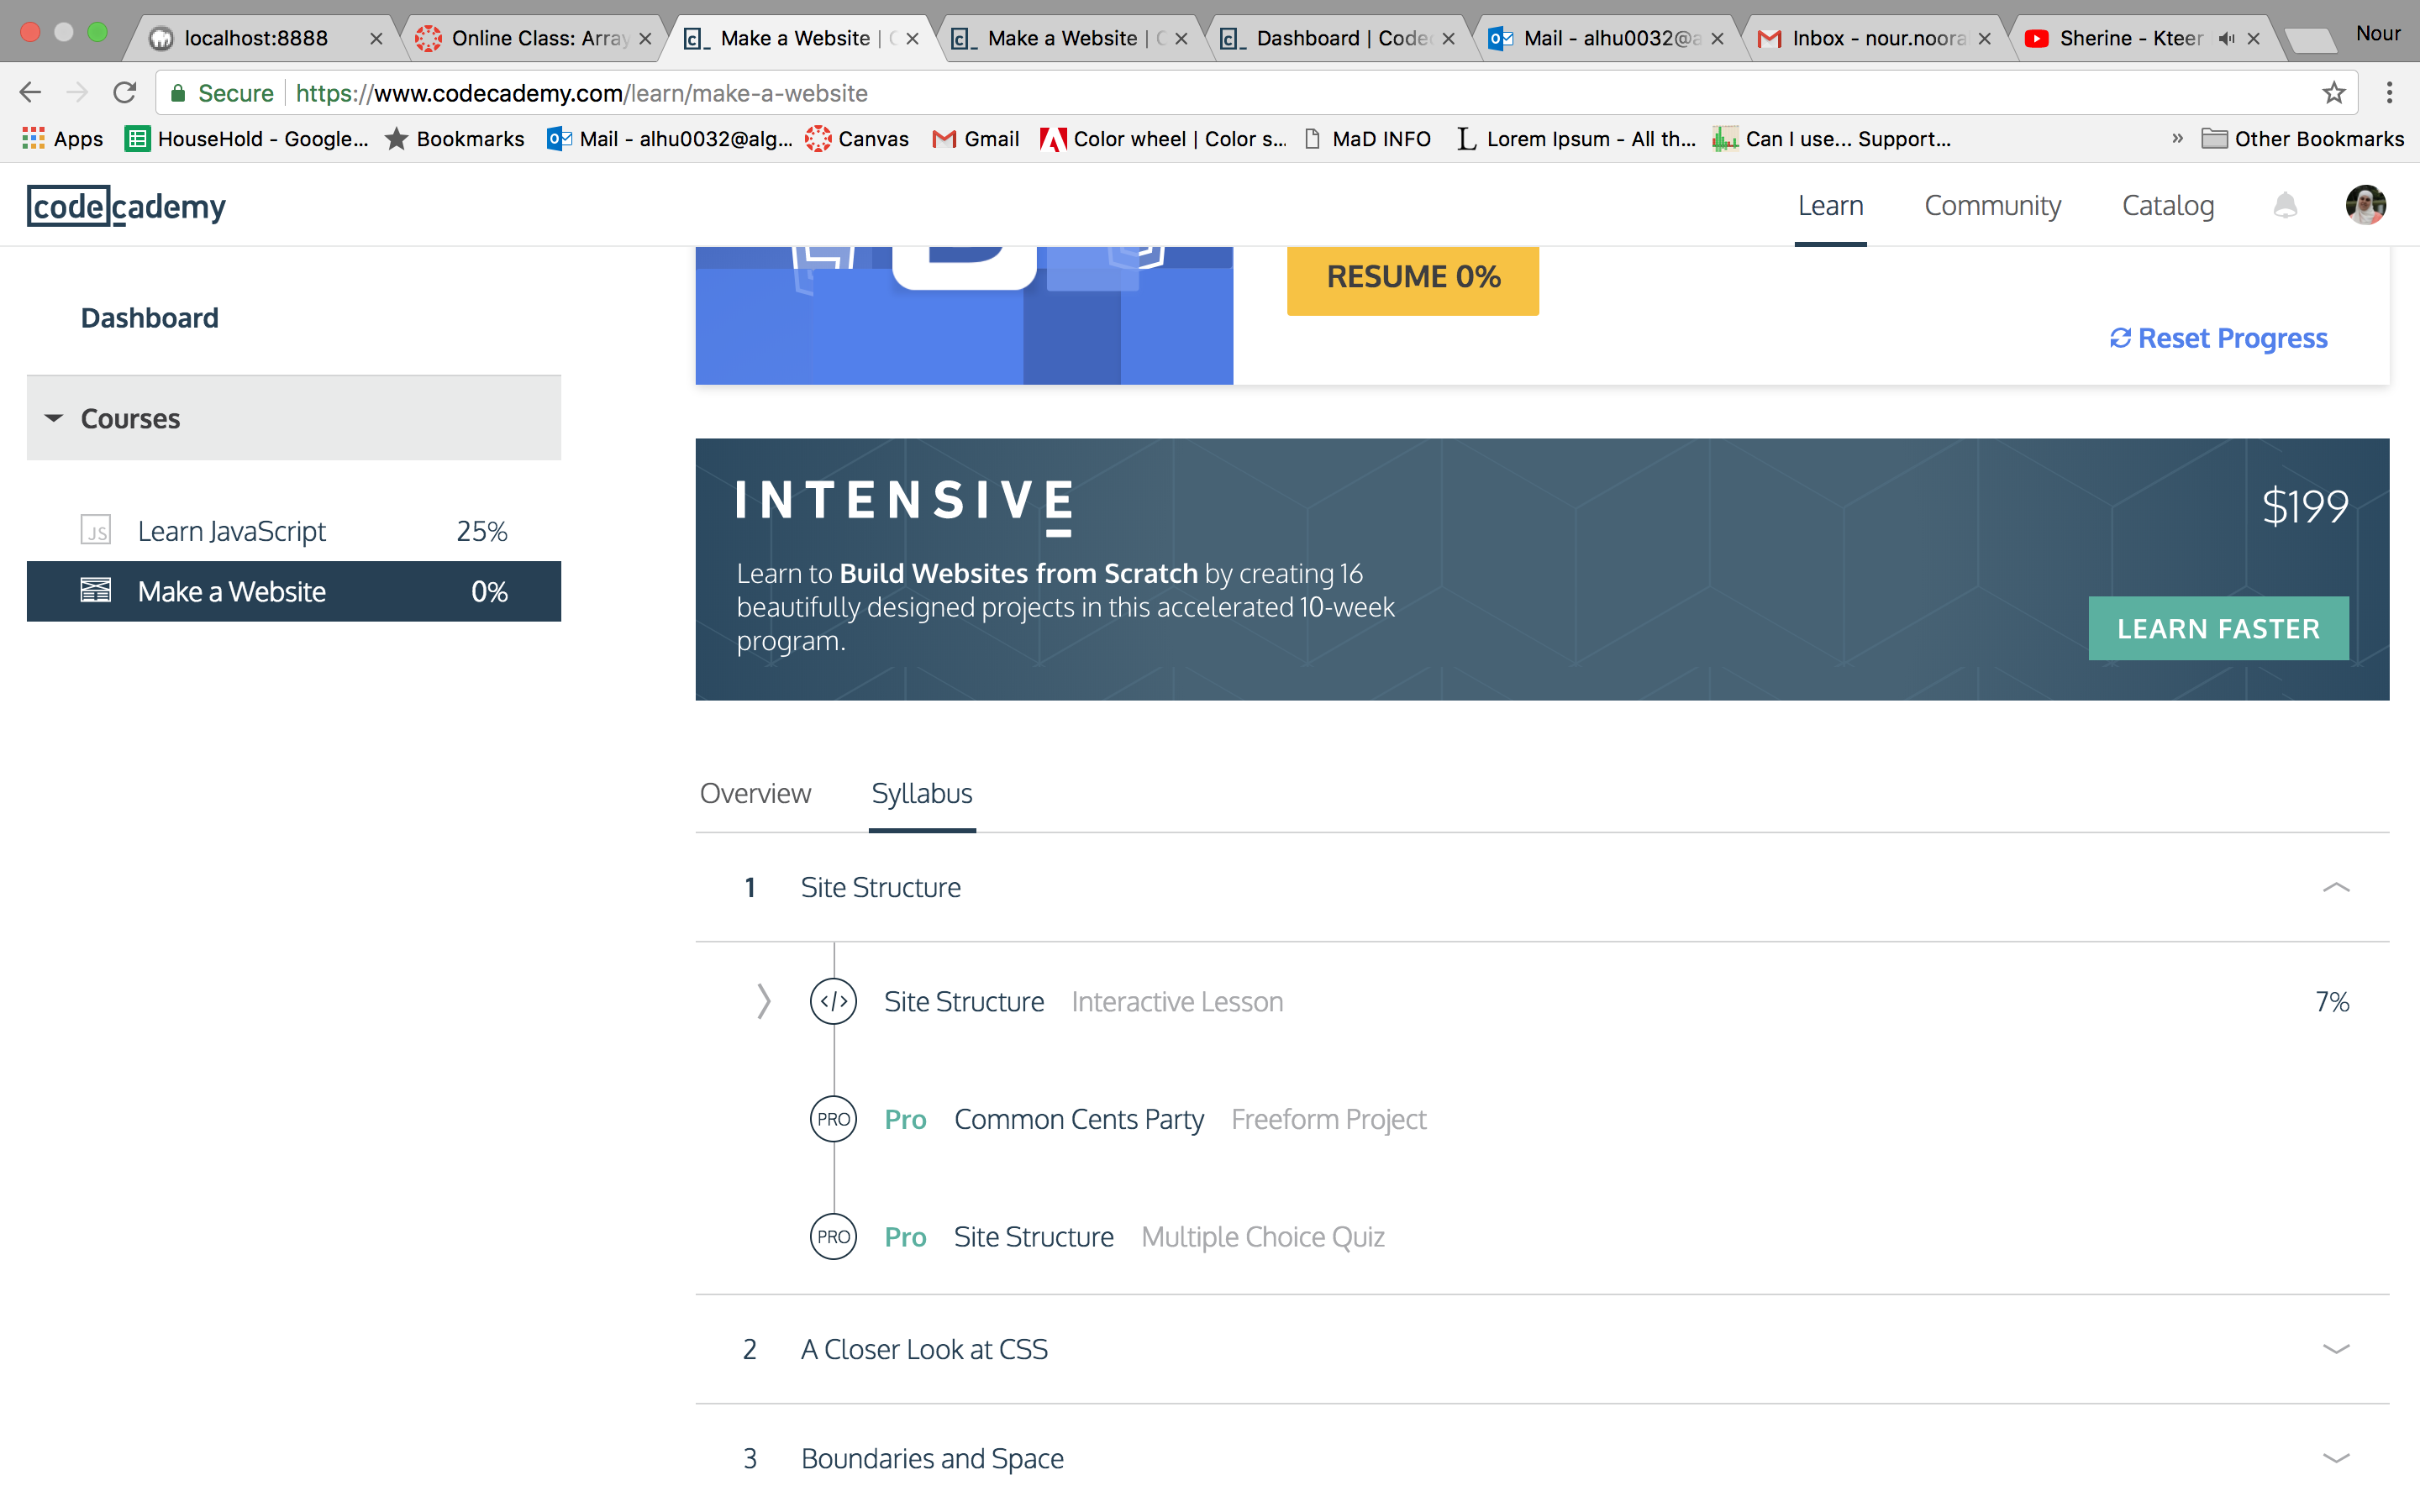 localhost:8888
Online Class: Array
Make a Website | C
Make a Website | C
Dashboard | Codec
Mail - alhu0032@a
Inbox - nour.noora
Sherine - Kteer
Nour
Secure
https://www.codecademy.com/learn/make-a-website
Apps
HouseHold - Google...
Bookmarks
Mail - alhu0032@alg...
Canvas
Gmail
Color wheel | Color s...
MaD INFO
Lorem Ipsum - All th...
Can I use... Support...
»
Other Bookmarks
codecademy
Learn
Community
Catalog
RESUME 0%
Reset Progress
Dashboard
Courses
JS
Learn JavaScript
25%
Make a Website
0%
INTENSIVE
$199
Learn to Build Websites from Scratch by creating 16
beautifully designed projects in this accelerated 10-week
program.
LEARN FASTER
Overview
Syllabus
1 Site Structure
</> Site Structure Interactive Lesson 7%
PRO Pro Common Cents Party Freeform Project
PRO Pro Site Structure Multiple Choice Quiz
2 A Closer Look at CSS
3 Boundaries and Space